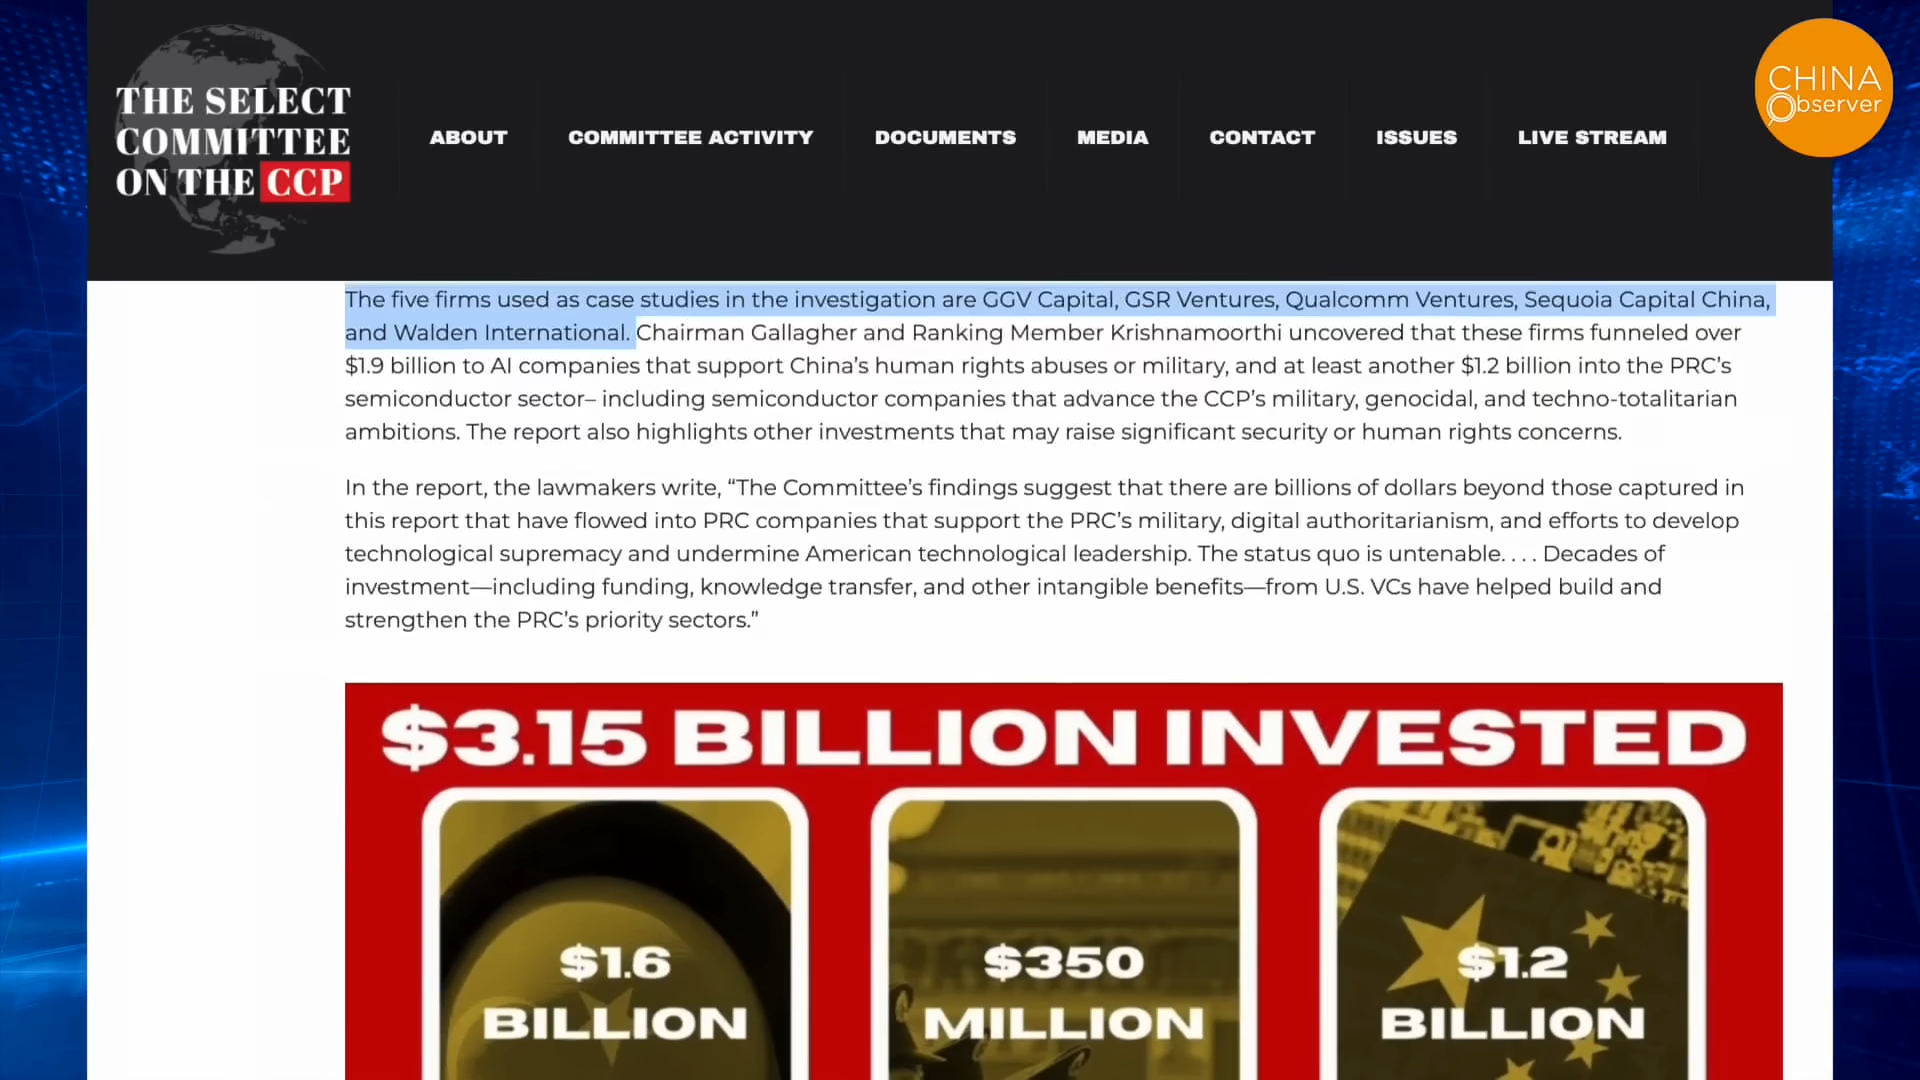 THE SELECT
COMMITTEE
ON THE CCP
ABOUT
COMMITTEE ACTIVITY
DOCUMENTS
MEDIA
CONTACT
ISSUES
LIVE STREAM
CHINA
Observer
The five firms used as case studies in the investigation are GGV Capital, GSR Ventures, Qualcomm Ventures, Sequoia Capital China,
and Walden International. Chairman Gallagher and Ranking Member Krishnamoorthi uncovered that these firms funneled over
$1.9 billion to AI companies that support China’s human rights abuses or military, and at least another $1.2 billion into the PRC’s
semiconductor sector– including semiconductor companies that advance the CCP’s military, genocidal, and techno-totalitarian
ambitions. The report also highlights other investments that may raise significant security or human rights concerns.
In the report, the lawmakers write, “The Committee’s findings suggest that there are billions of dollars beyond those captured in
this report that have flowed into PRC companies that support the PRC’s military, digital authoritarianism, and efforts to develop
technological supremacy and undermine American technological leadership. The status quo is untenable. . . . Decades of
investment—including funding, knowledge transfer, and other intangible benefits—from U.S. VCs have helped build and
strengthen the PRC’s priority sectors.”
$3.15 BILLION INVESTED
$1.6
BILLION
$350
MILLION
$1.2
BILLION